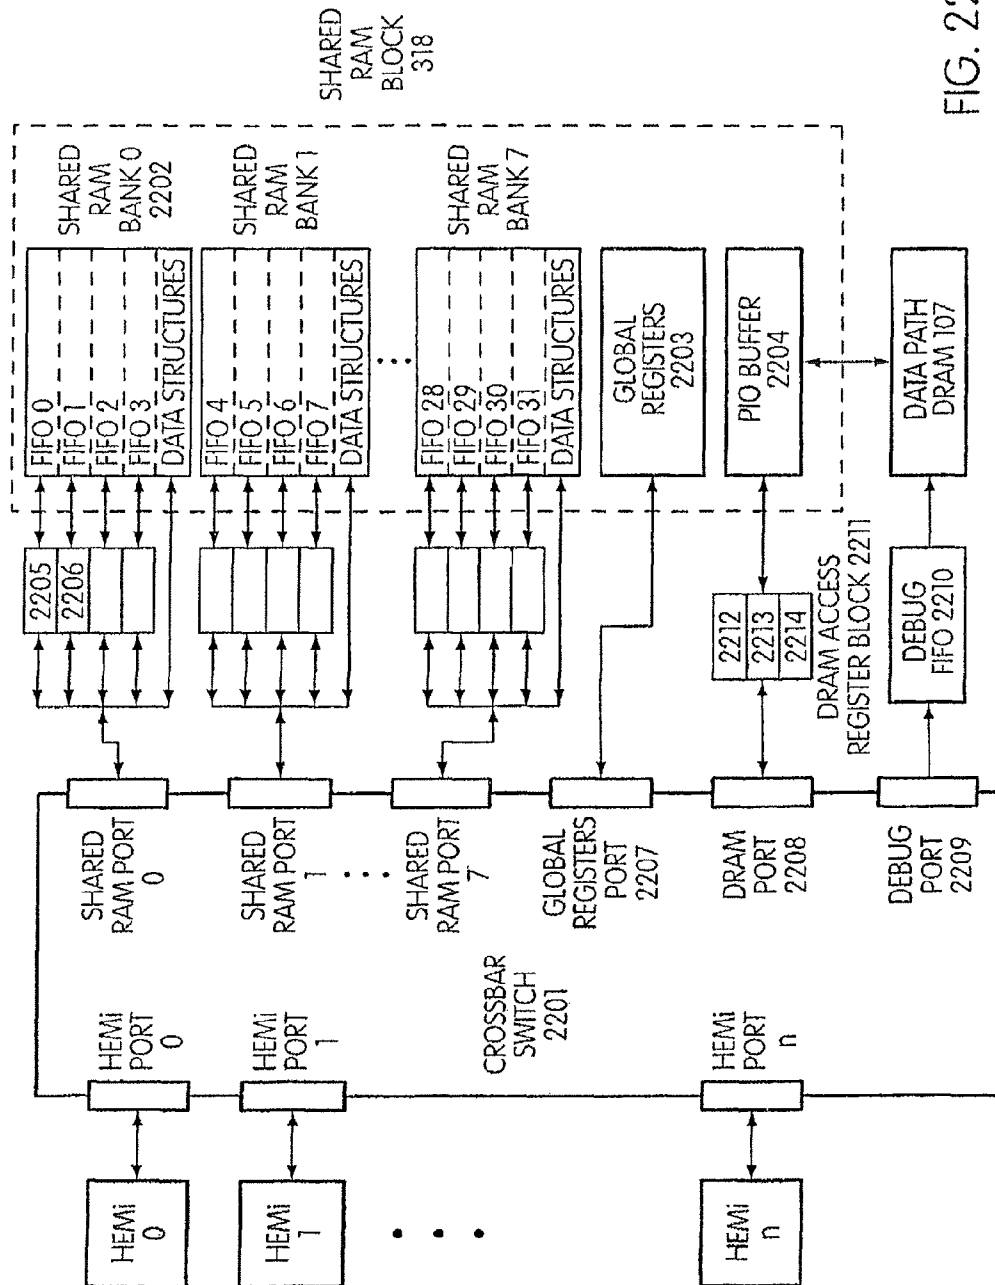 HEMi
0
HEMi
1
HEMi
n
HEMi
PORT
0
HEMi
PORT
1
HEMi
PORT
n
CROSSBAR
SWITCH
2201
SHARED
RAM PORT
0
SHARED
RAM PORT
1
SHARED
RAM PORT
7
GLOBAL
REGISTERS
PORT
2207
DRAM
PORT
2208
DEBUG
PORT
2209
2205
2206
2212
2213
2214
DRAM ACCESS
REGISTER BLOCK 2211
DEBUG
FIFO 2210
FIFO 0
FIFO 1
FIFO 2
FIFO 3
DATA STRUCTURES
SHARED
RAM
BANK 0
2202
FIFO 4
FIFO 5
FIFO 6
FIFO 7
DATA STRUCTURES
SHARED
RAM
BANK 1
FIFO 28
FIFO 29
FIFO 30
FIFO 31
DATA STRUCTURES
SHARED
RAM
BANK 7
GLOBAL
REGISTERS
2203
PIO BUFFER
2204
DATA PATH
DRAM 107
SHARED
RAM
BLOCK
318
FIG. 22